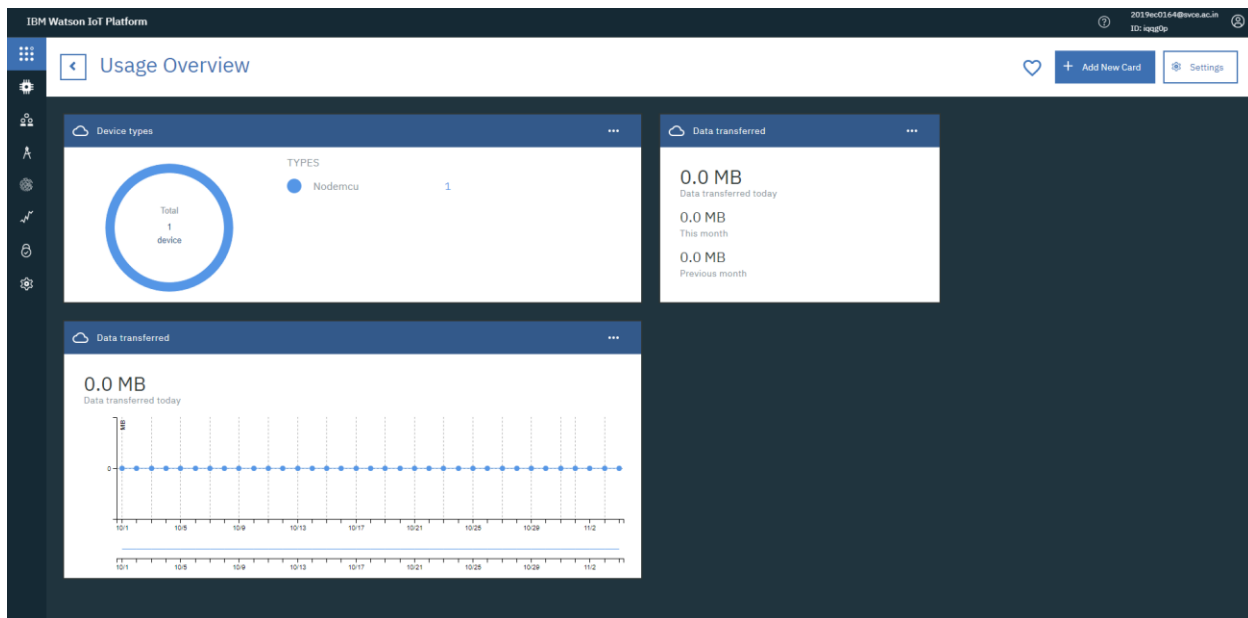 IBM Watson IoT Platform
2019ec0164@svce.ac.in
ID: iqqg0p
Usage Overview
+ Add New Card
Settings
Device types
TYPES
Nodemcu 1
Total
1
device
Data transferred
0.0 MB
Data transferred today
0.0 MB
This month
0.0 MB
Previous month
Data transferred
0.0 MB
Data transferred today
MB
0
10/1 10/5 10/9 10/13 10/17 10/21 10/25 10/29 11/2
10/1 10/5 10/9 10/13 10/17 10/21 10/25 10/29 11/2